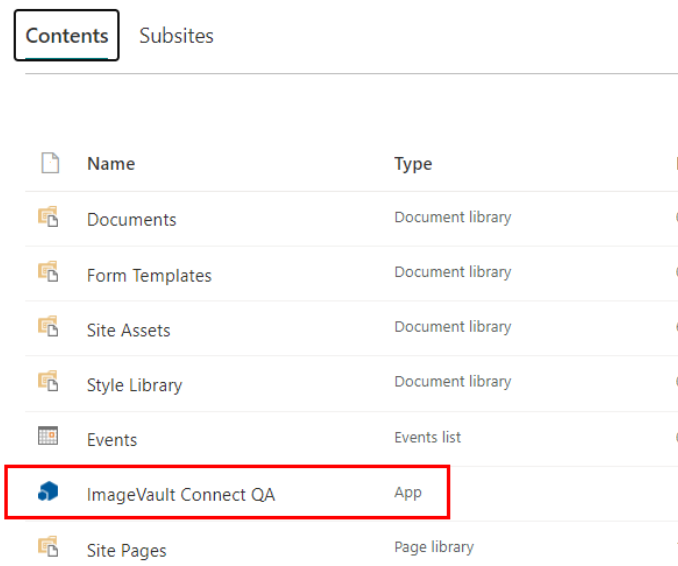 Contents Subsites
Name Type
Documents Document library
Form Templates Document library
Site Assets Document library
Style Library Document library
Events Events list
ImageVault Connect QA App
Site Pages Page library